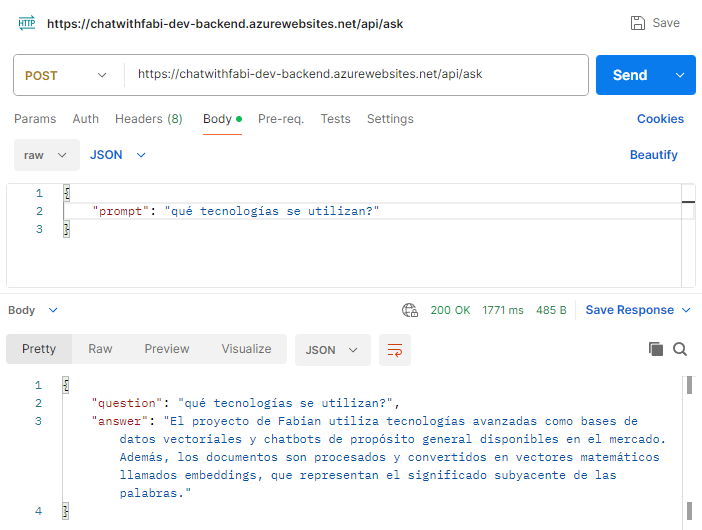 HTTP https://chatwithfabi-dev-backend.azurewebsites.net/api/ask Save
POST https://chatwithfabi-dev-backend.azurewebsites.net/api/ask Send
Params Auth Headers (8) Body Pre-req. Tests Settings Cookies
raw JSON Beautify
1 {
2 "prompt": "qué tecnologías se utilizan?"
3 }
Body 200 OK 1771 ms 485 B Save Response
Pretty Raw Preview Visualize JSON
1 {
2 "question": "qué tecnologías se utilizan?",
3 "answer": "El proyecto de Fabian utiliza tecnologías avanzadas como bases de
datos vectoriales y chatbots de propósito general disponibles en el mercado.
Además, los documentos son procesados y convertidos en vectores matemáticos
llamados embeddings, que representan el significado subyacente de las
palabras."
4 }